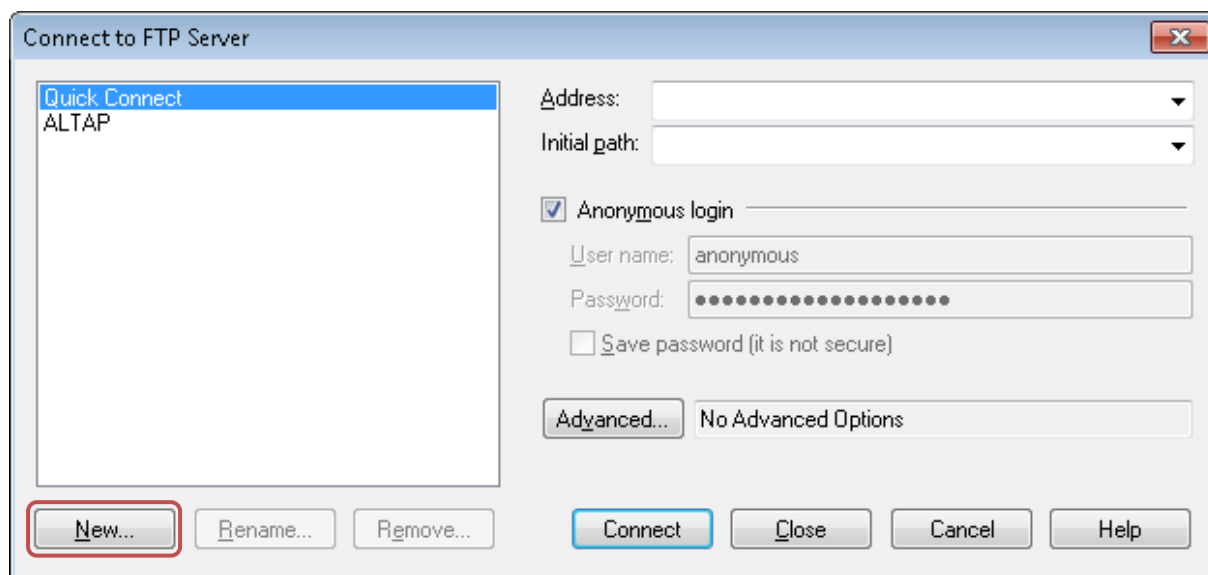 Connect to FTP Server
Quick Connect
ALTAP
Address:
Initial path:
Anonymous login
User name: anonymous
Password: ●●●●●●●●●●●●●●●●●●●
Save password (it is not secure)
Advanced... No Advanced Options
New... Rename... Remove... Connect Close Cancel Help